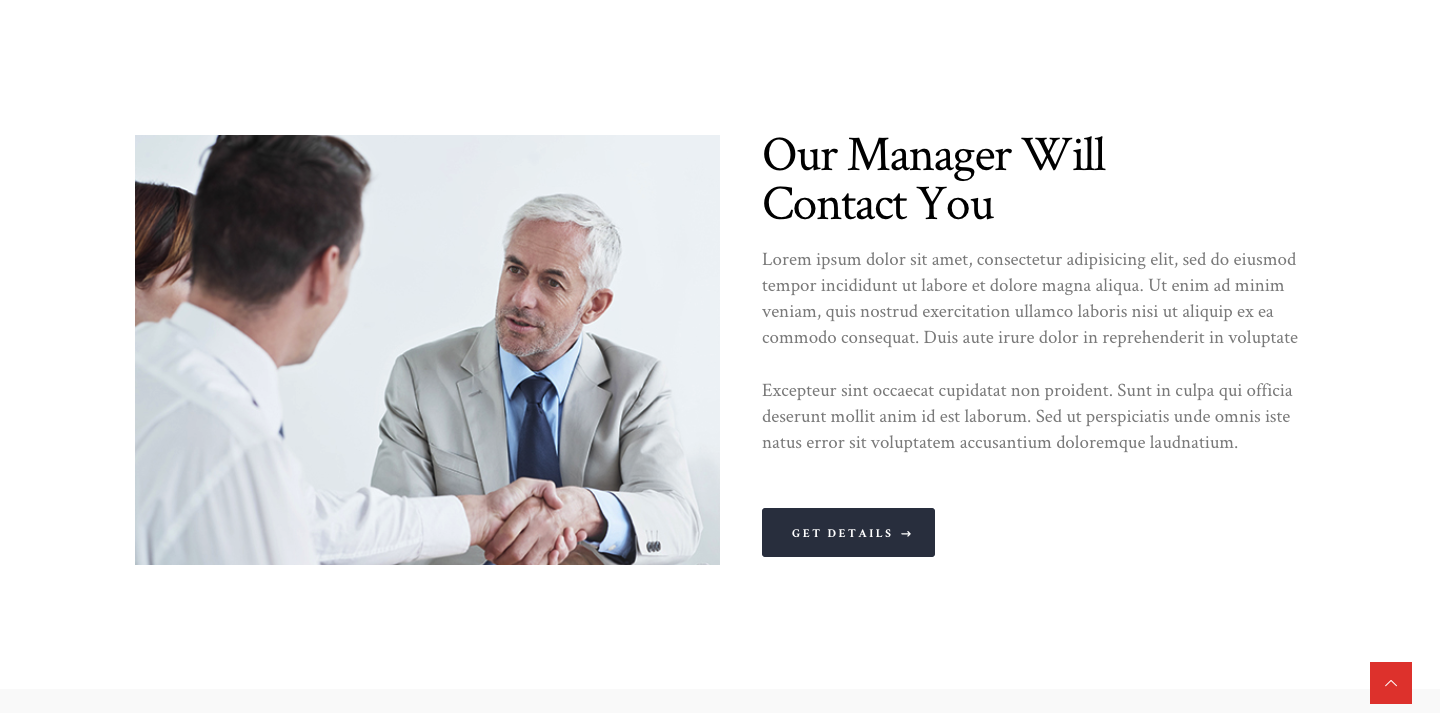 Our Manager Will
Contact You
Lorem ipsum dolor sit amet, consectetur adipisicing elit, sed do eiusmod
tempor incididunt ut labore et dolore magna aliqua. Ut enim ad minim
veniam, quis nostrud exercitation ullamco laboris nisi ut aliquip ex ea
commodo consequat. Duis aute irure dolor in reprehenderit in voluptate
Excepteur sint occaecat cupidatat non proident. Sunt in culpa qui officia
deserunt mollit anim id est laborum. Sed ut perspiciatis unde omnis iste
natus error sit voluptatem accusantium doloremque laudnatium.
GET DETAILS →